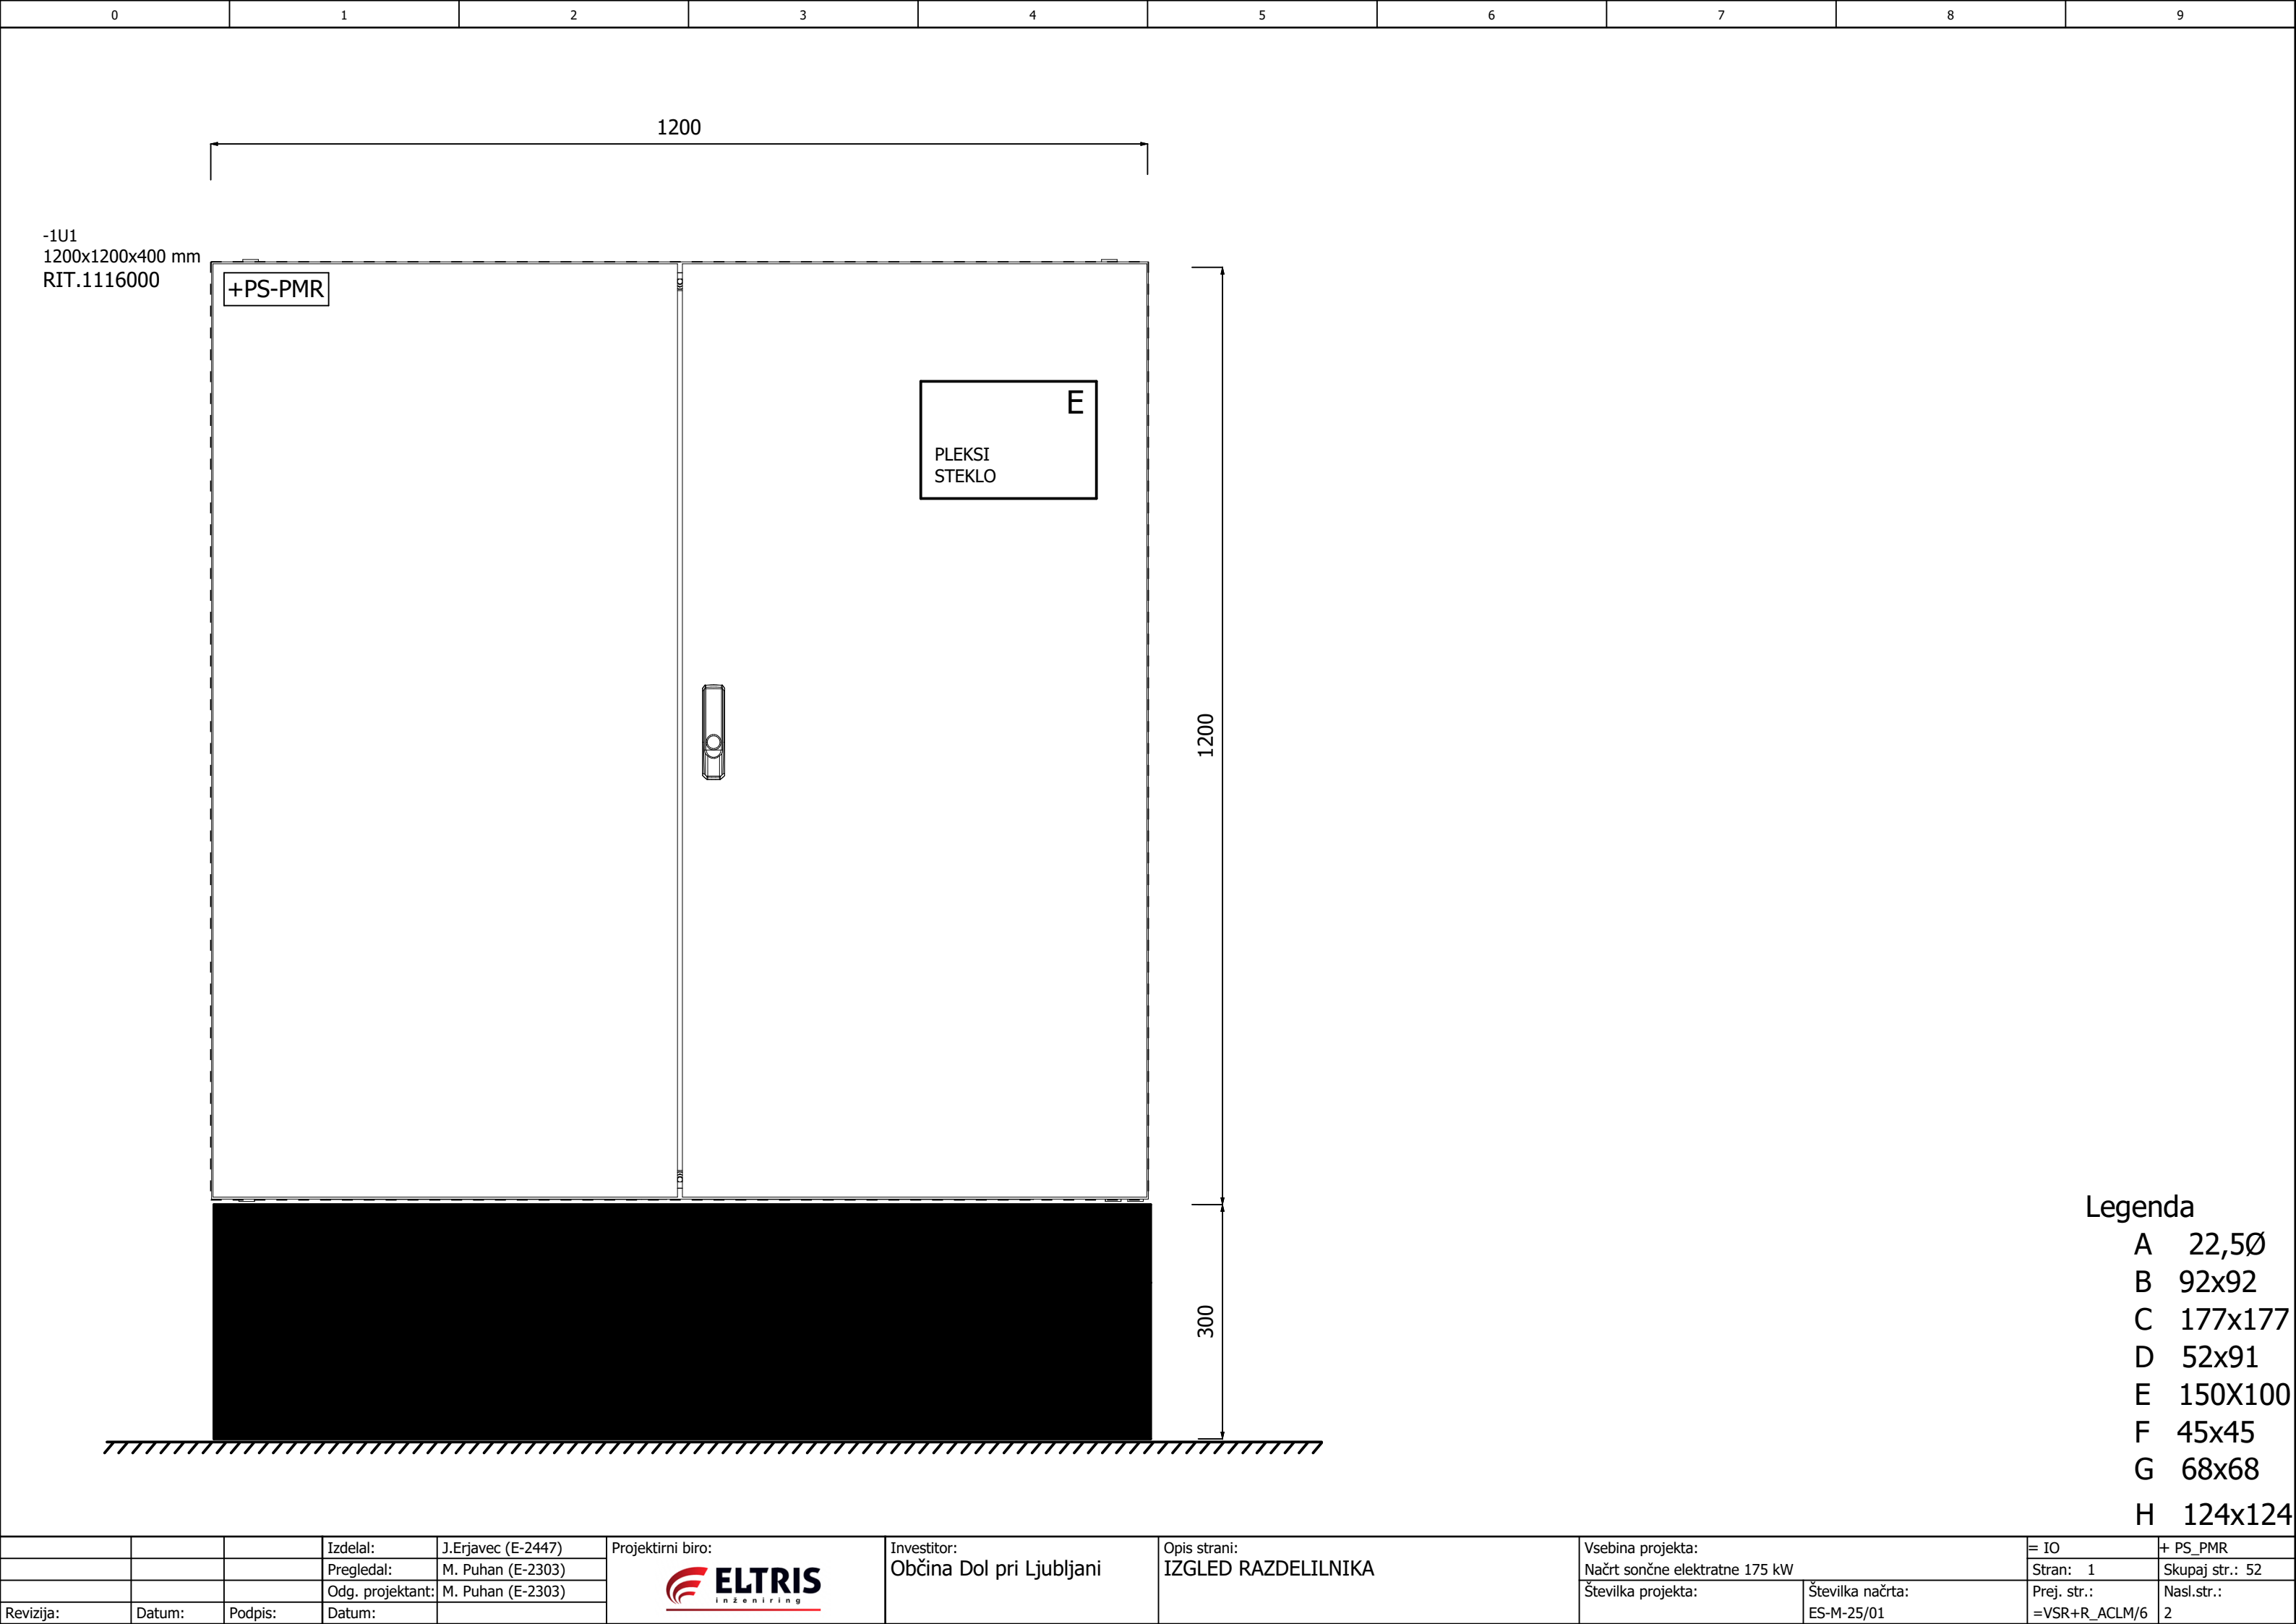 0 1 2 3 4 5 6 7 8 9
1200
-1U1
1200x1200x400 mm
RIT.1116000
+PS-PMR
E
PLEKSI
STEKLO
1200
300
Legenda
A 22,5Ø
B 92x92
C 177x177
D 52x91
E 150X100
F 45x45
G 68x68
H 124x124
Revizija:
Datum:
Podpis:
Izdelal: J.Erjavec (E-2447)
Pregledal: M. Puhan (E-2303)
Odg. projektant: M. Puhan (E-2303)
Datum:
Projektirni biro:
ELTRIS
inženiring
Investitor:
Občina Dol pri Ljubljani
Opis strani:
IZGLED RAZDELILNIKA
Vsebina projekta:
Načrt sončne elektratne 175 kW
Številka projekta:
Številka načrta:
ES-M-25/01
= IO
+ PS_PMR
Stran: 1
Skupaj str.: 52
Prej. str.:
=VSR+R_ACLM/6
Nasl.str.:
2